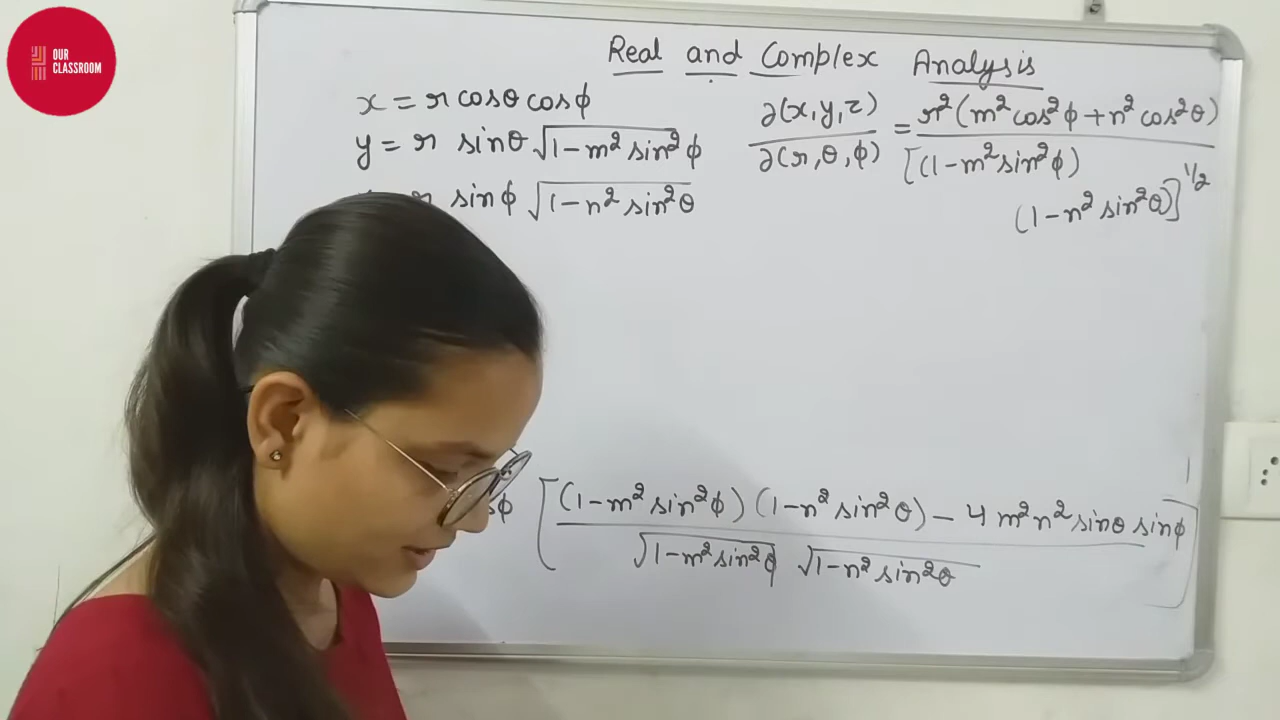 OUR
CLASSROOM
Real and Complex Analysis
x = r cosθ cosϕ
y = r sinθ √1-m² sin²ϕ
r sinϕ √1-n² sin²θ
∂(x,y,z) / ∂(r,θ,ϕ) = r² (m² cos²ϕ + n² cos²θ) / [(1-m² sin²ϕ)
(1-n² sin²θ)]^1/2
ϕ [(1-m² sin²ϕ) (1-n² sin²θ) - 4 m² n² sinθ sinϕ]
√1-m² sin²ϕ √1-n² sin²θ